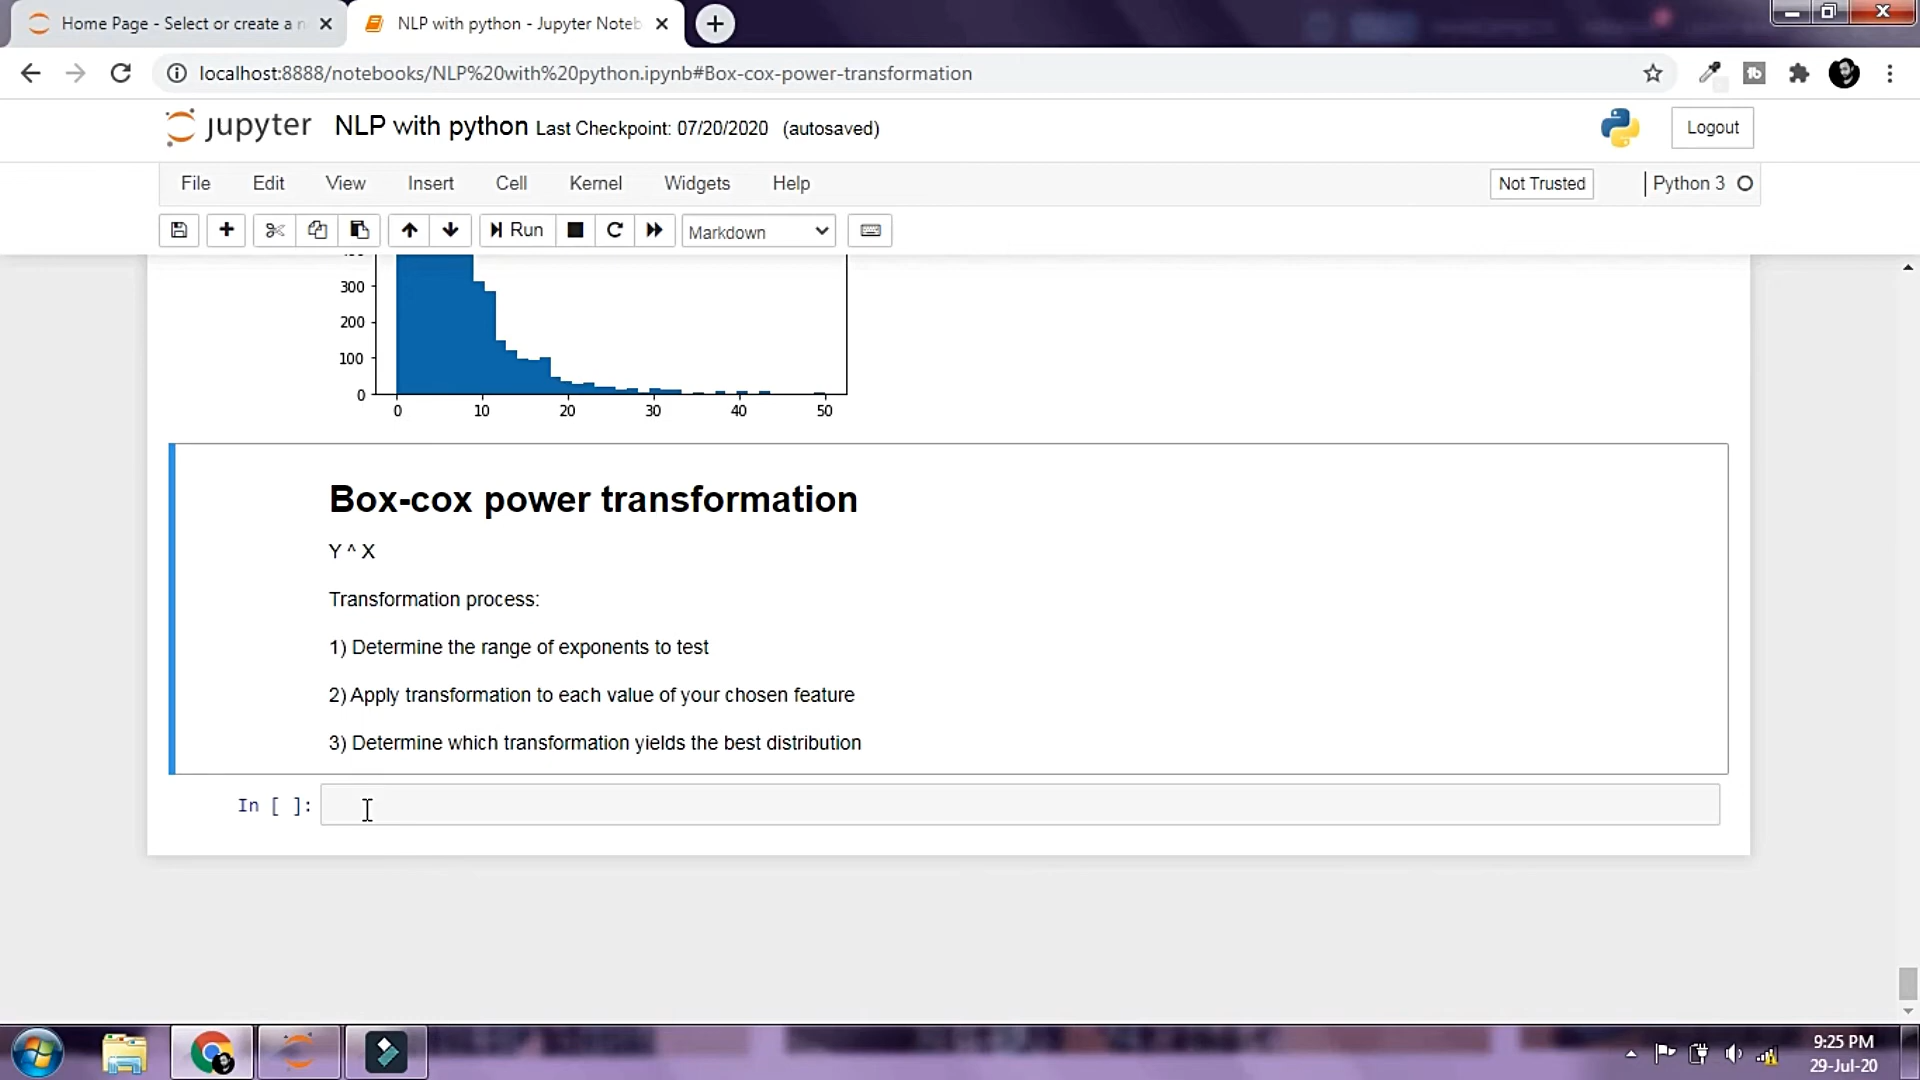 Home Page - Select or create a n
NLP with python - Jupyter Noteb
localhost:8888/notebooks/NLP%20with%20python.ipynb#Box-cox-power-transformation
jupyter NLP with python Last Checkpoint: 07/20/2020 (autosaved)
Logout
File Edit View Insert Cell Kernel Widgets Help
Not Trusted
Python 3
Run
Markdown
300
200
100
0
0 10 20 30 40 50
Box-cox power transformation
Y ^ X
Transformation process:
1) Determine the range of exponents to test
2) Apply transformation to each value of your chosen feature
3) Determine which transformation yields the best distribution
In [ ]:
9:25 PM
29-Jul-20